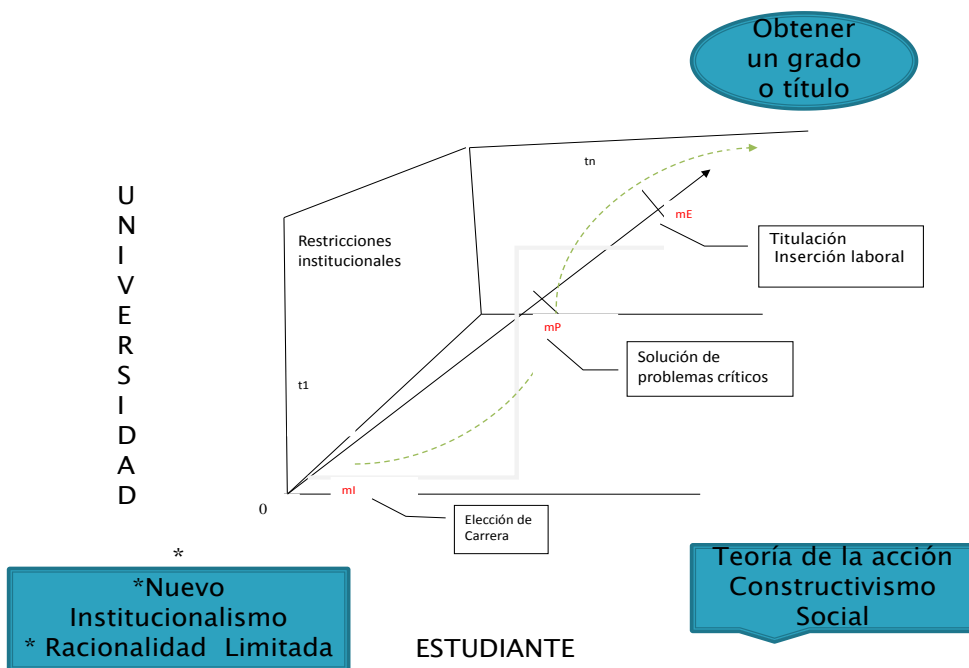 Obtener
un grado
o título
tn
U
N
I
V
E
R
S
I
D
A
D
mE
Restricciones
institucionales
Titulación
Inserción laboral
mP
Solución de
problemas críticos
t1
mI
0
Elección de
Carrera
*
*Nuevo
Institucionalismo
* Racionalidad Limitada
ESTUDIANTE
Teoría de la acción
Constructivismo
Social